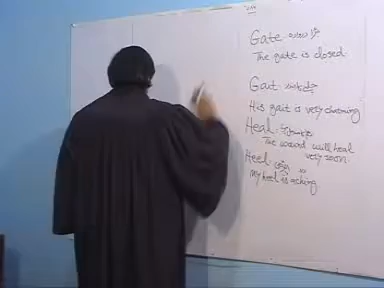 Gate
The gate is closed
Gait
His gait is very charming
Heal
The wound will heal
very soon
Heel
My heel is aching